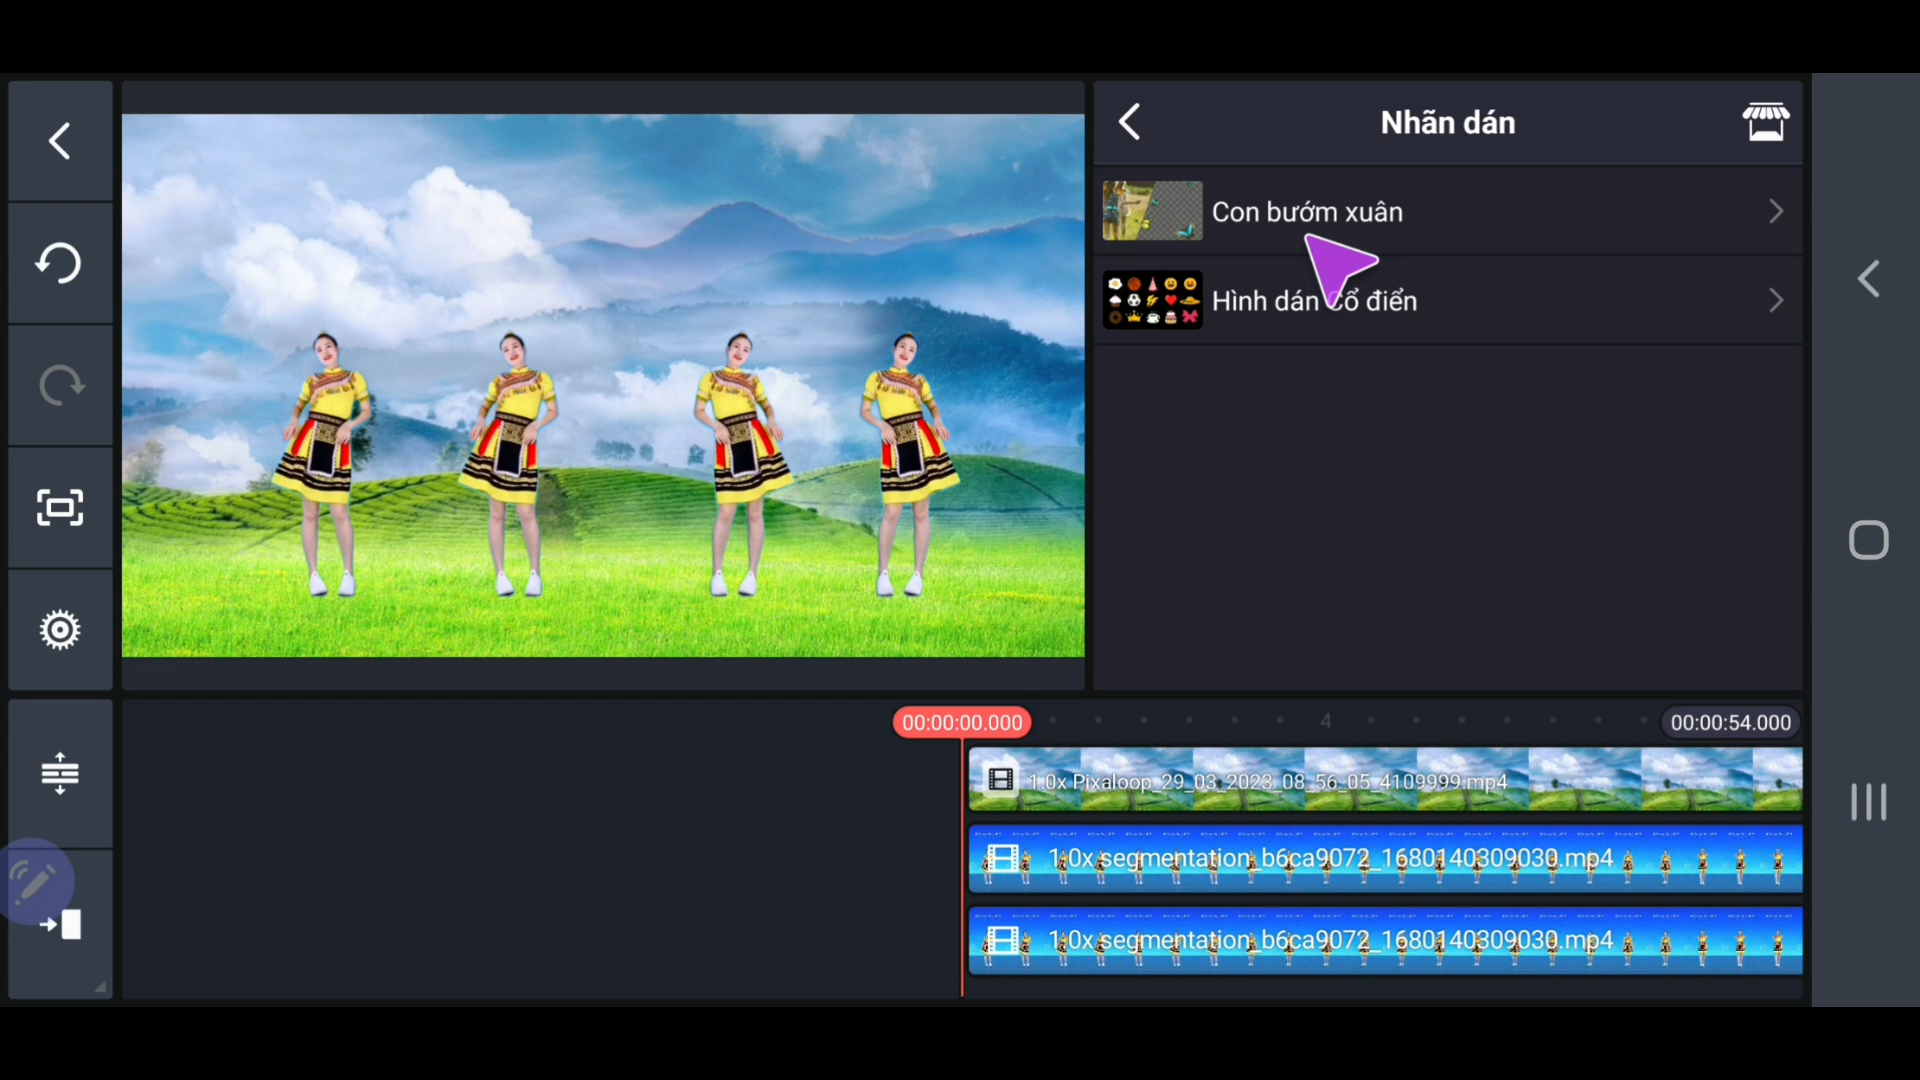 Nhãn dán
Con bướm xuân
Hình dán Cổ điển
00:00:00.000
4
00:00:54.000
1.0x Pixaloop_29_03_2023_08_56_05_4109999.mp4
1.0x segmentation_b6ca9072_1680140309030.mp4
1.0x segmentation_b6ca9072_1680140309030.mp4